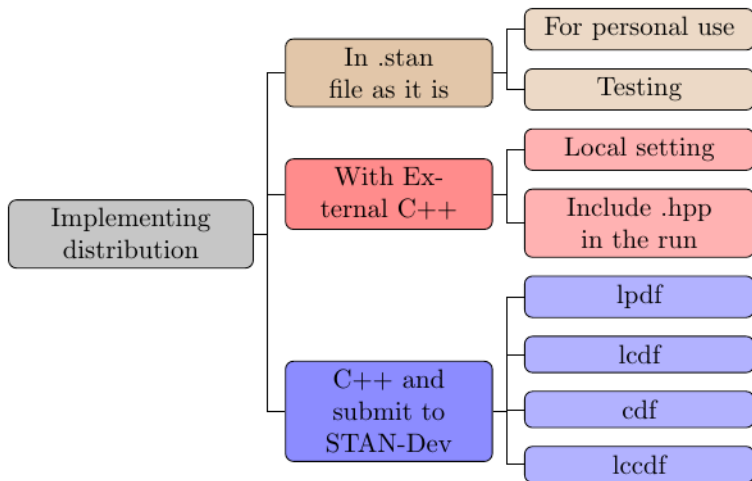 Implementing
distribution
In .stan
file as it is
For personal use
Testing
With Ex-
ternal C++
Local setting
Include .hpp
in the run
C++ and
submit to
STAN-Dev
lpdf
lcdf
cdf
lccdf